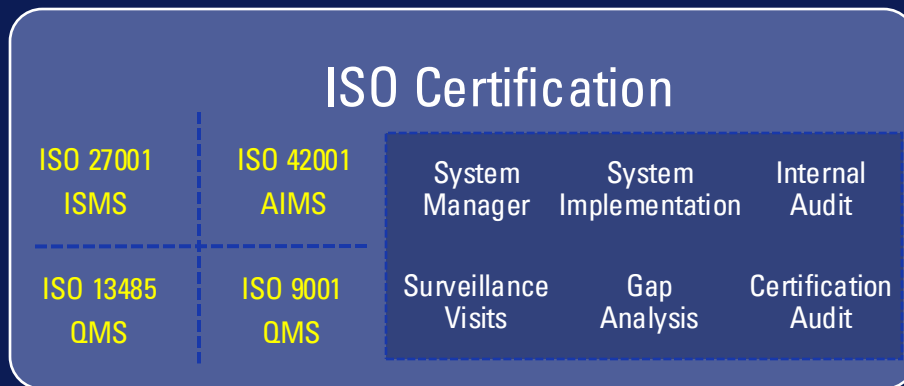 ISO Certification
ISO 27001
ISMS
ISO 42001
AIMS
ISO 13485
QMS
ISO 9001
QMS
System
Manager
System
Implementation
Internal
Audit
Surveillance
Visits
Gap
Analysis
Certification
Audit